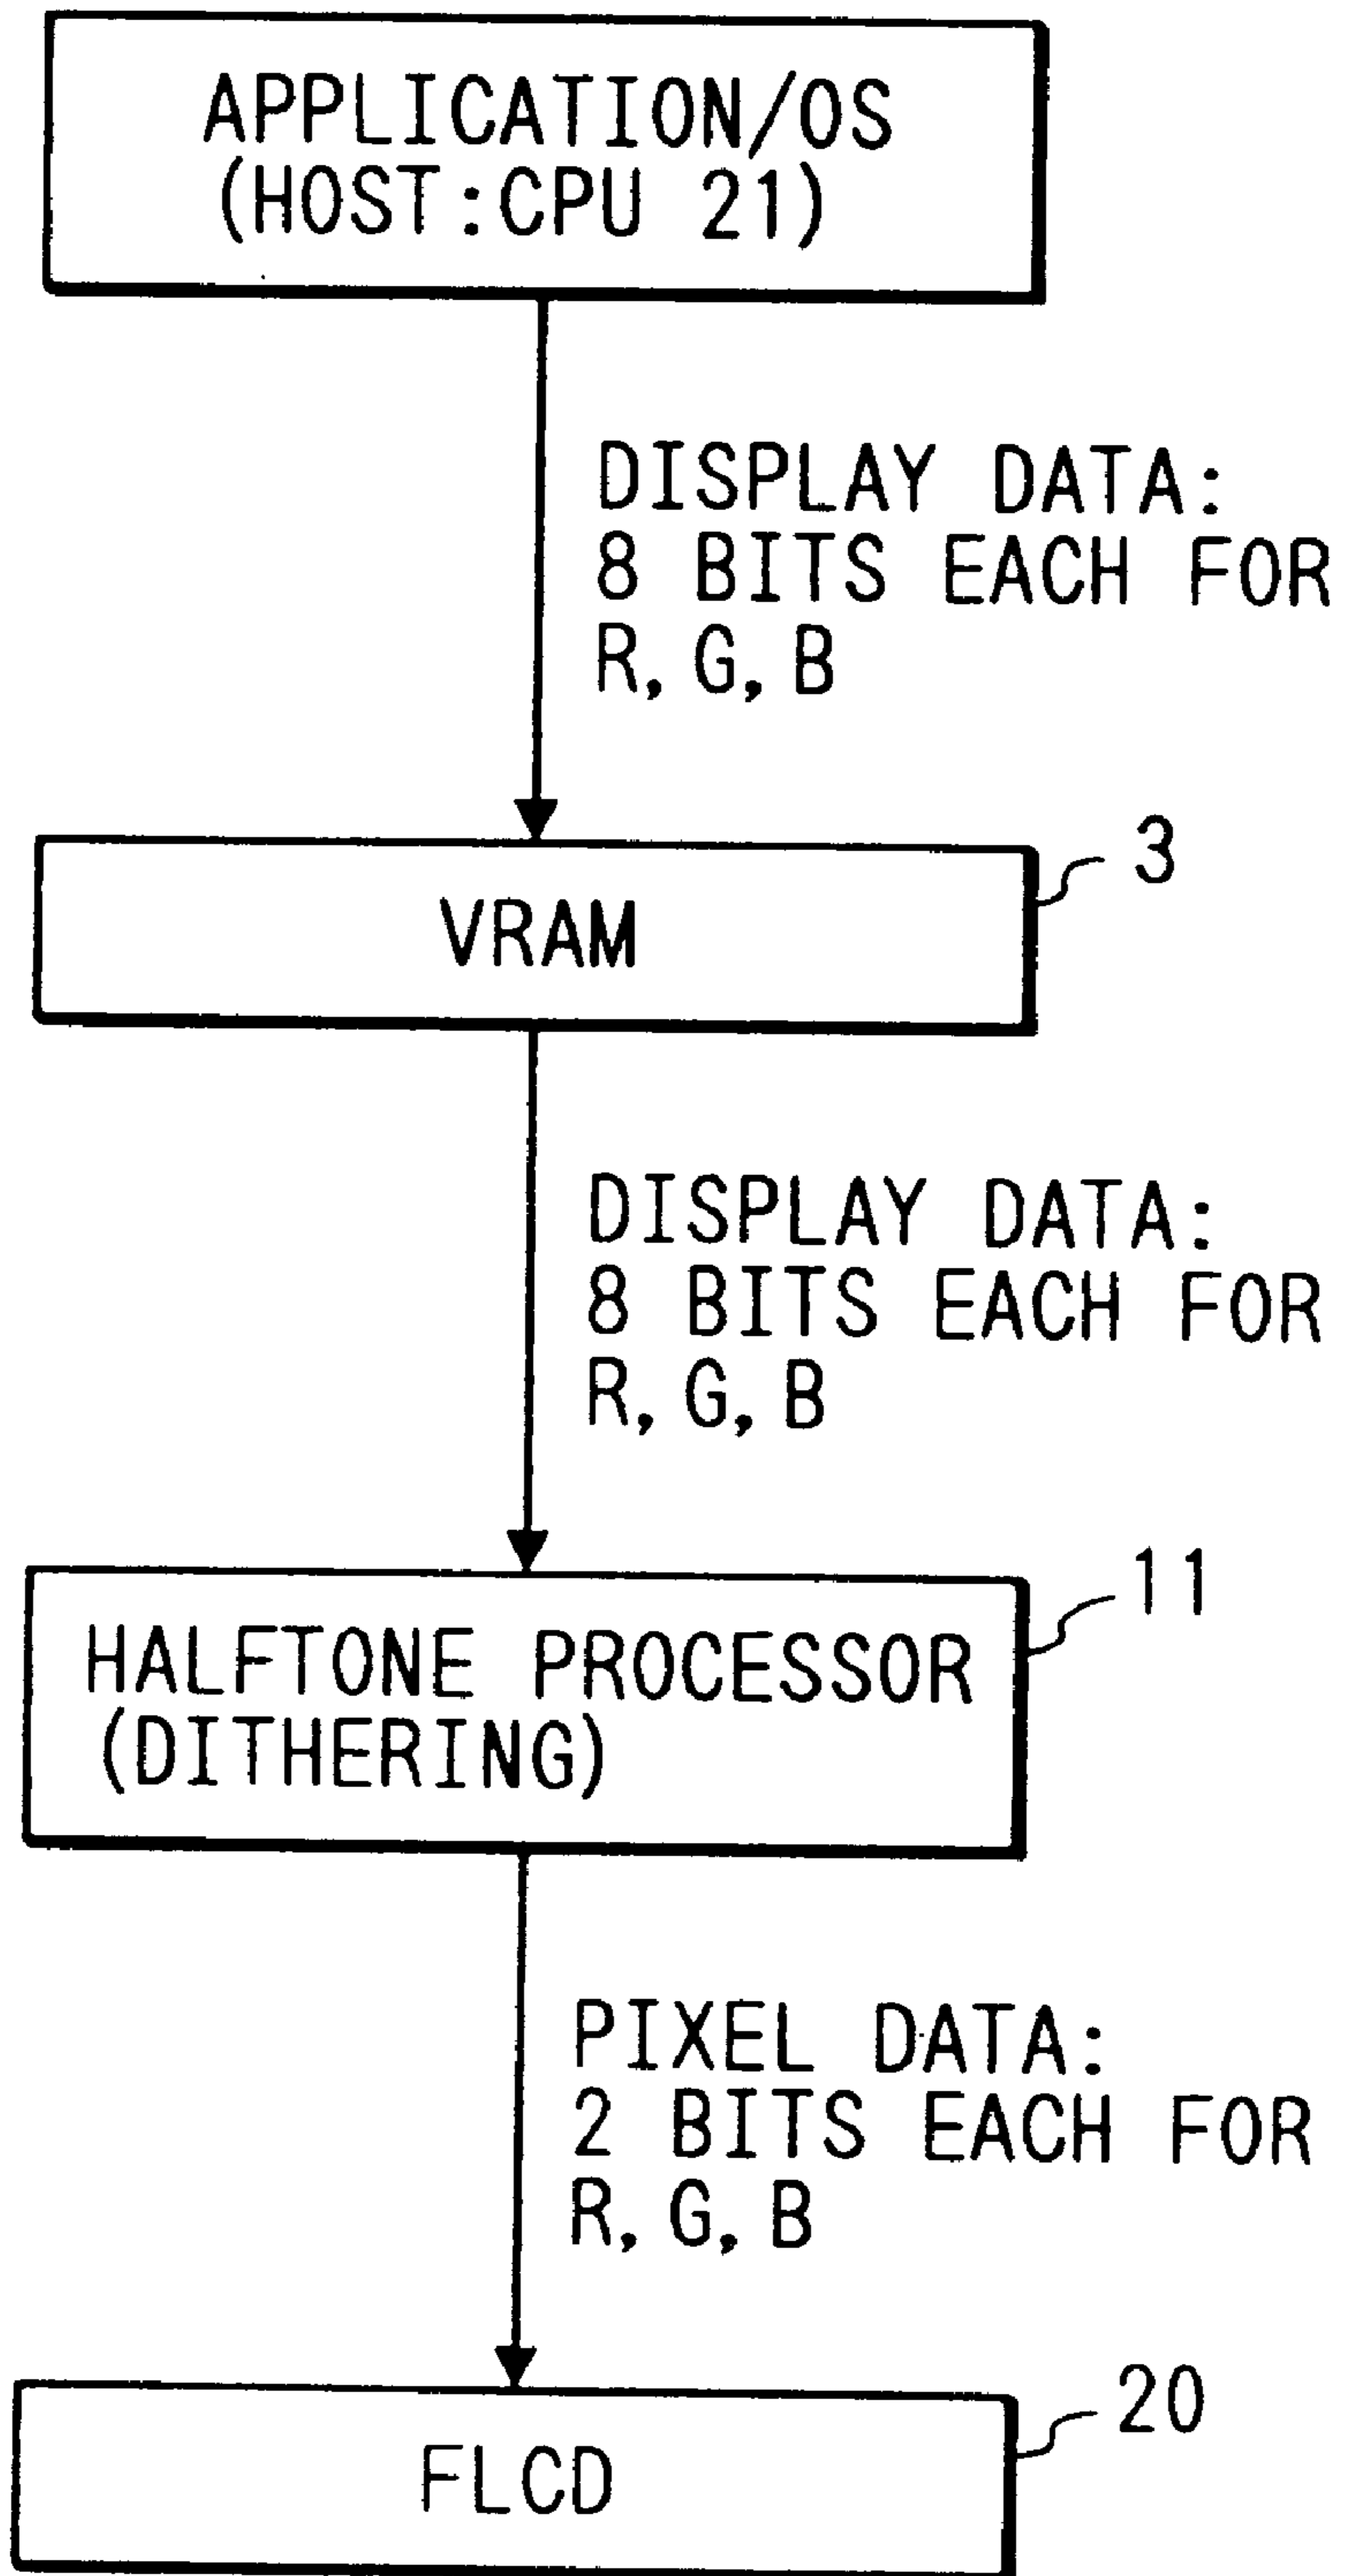 APPLICATION/OS
(HOST:CPU 21)
DISPLAY DATA:
8 BITS EACH FOR
R, G, B
3
VRAM
DISPLAY DATA:
8 BITS EACH FOR
R, G, B
11
HALFTONE PROCESSOR
(DITHERING)
PIXEL DATA:
2 BITS EACH FOR
R, G, B
20
FLCD